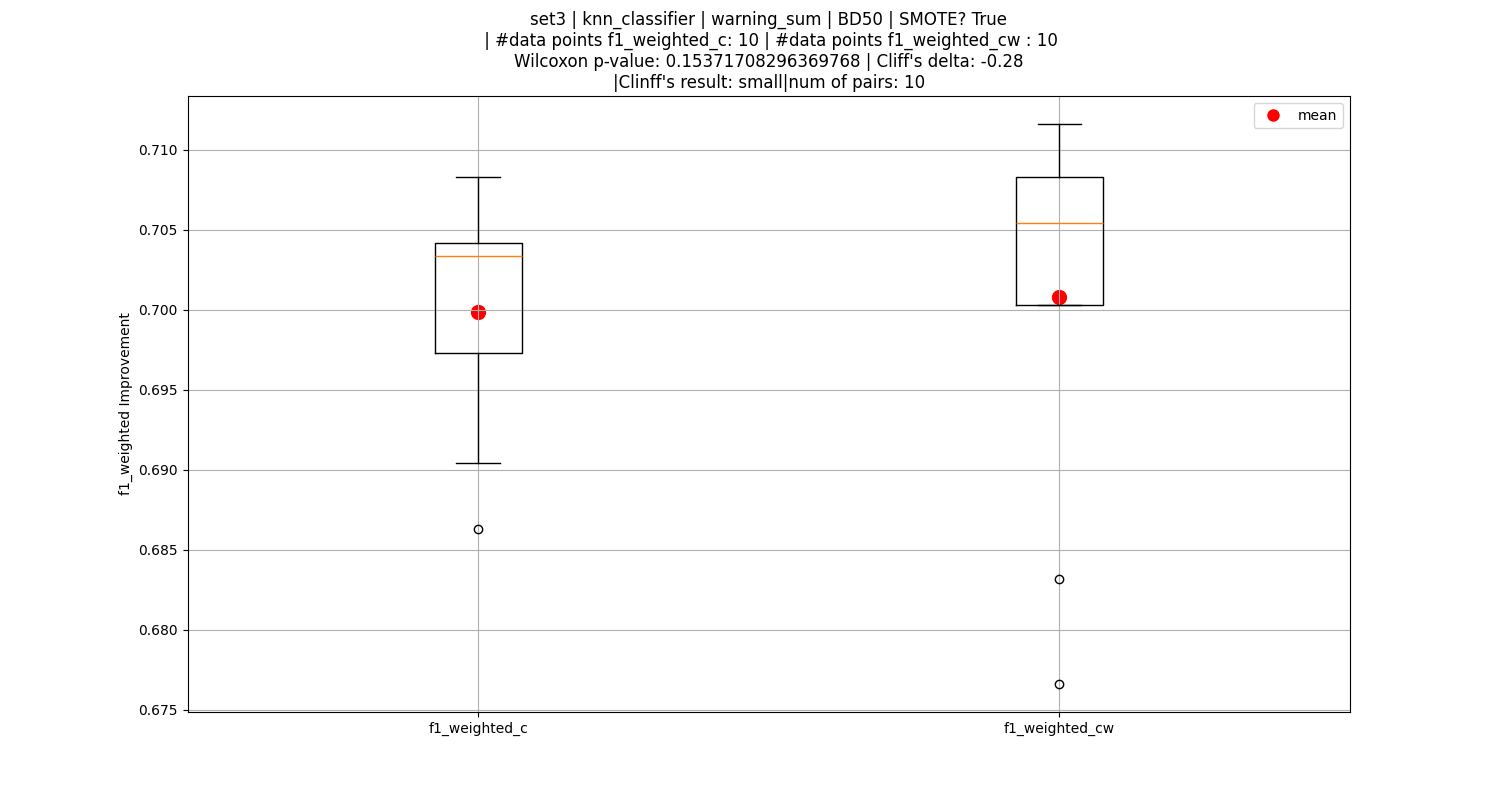 set3 | knn_classifier | warning_sum | BD50 | SMOTE? True
| #data points f1_weighted_c: 10 | #data points f1_weighted_cw : 10
Wilcoxon p-value: 0.15371708296369768 | Cliff's delta: -0.28
|Clinff's result: small|num of pairs: 10
mean
0.710
0.705
0.700
0.695
0.690
0.685
0.680
0.675
f1_weighted Improvement
f1_weighted_c
f1_weighted_cw